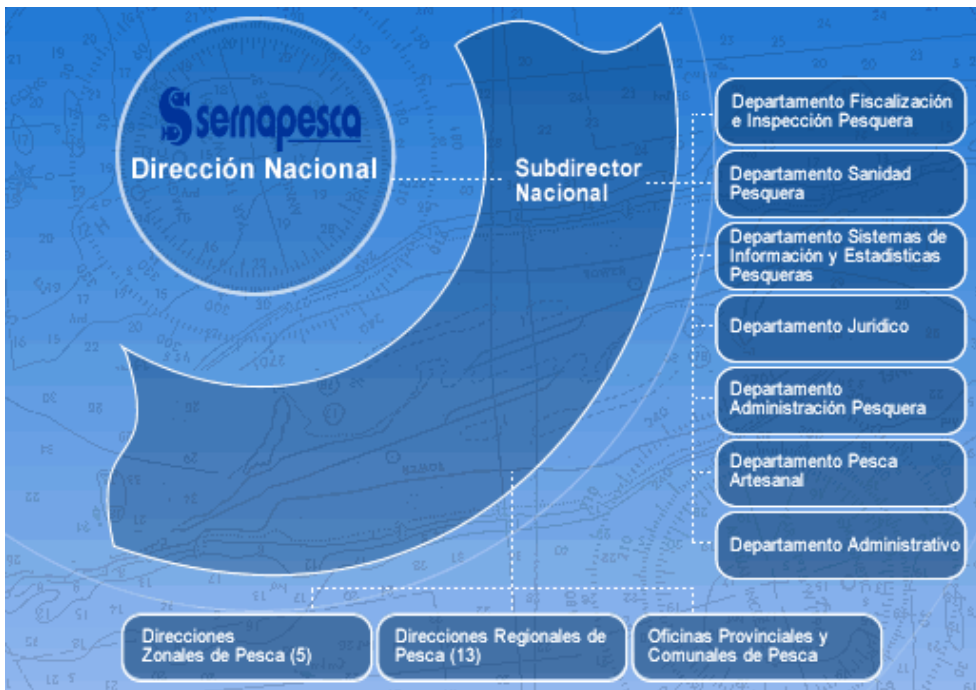 sernapesca
Dirección Nacional
Subdirector
Nacional
Departamento Fiscalización
e Inspección Pesquera
Departamento Sanidad
Pesquera
Departamento Sistemas de
Información y Estadisticas
Pesqueras
Departamento Jurídico
Departamento
Administración Pesquera
Departamento Pesca
Artesanal
Departamento Administrativo
Direcciones
Zonales de Pesca (5)
Direcciones Regionales de
Pesca (13)
Oficinas Provinciales y
Comunales de Pesca